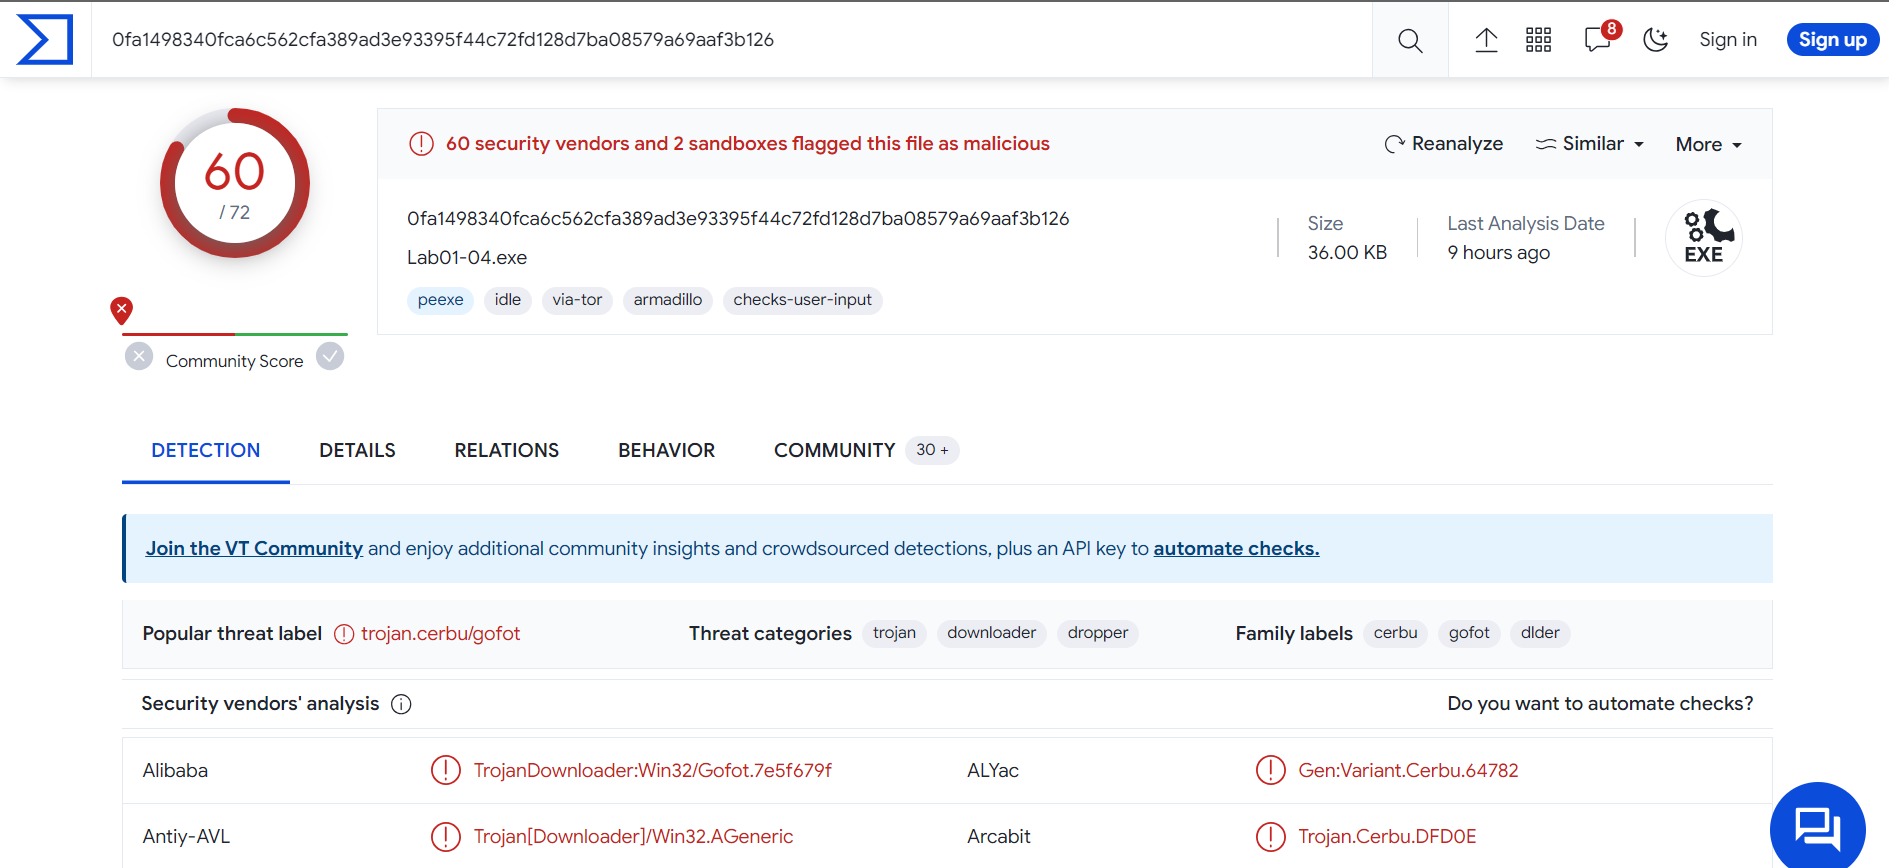 0fa1498340fca6c562cfa389ad3e93395f44c72fd128d7ba08579a69aaf3b126
8
Sign in
Sign up
60
/ 72
60 security vendors and 2 sandboxes flagged this file as malicious
Reanalyze
Similar
More
0fa1498340fca6c562cfa389ad3e93395f44c72fd128d7ba08579a69aaf3b126
Lab01-04.exe
peexe
idle
via-tor
armadillo
checks-user-input
Size
36.00 KB
Last Analysis Date
9 hours ago
EXE
Community Score
DETECTION
DETAILS
RELATIONS
BEHAVIOR
COMMUNITY
30 +
Join the VT Community and enjoy additional community insights and crowdsourced detections, plus an API key to automate checks.
Popular threat label
trojan.cerbu/gofot
Threat categories
trojan
downloader
dropper
Family labels
cerbu
gofot
dlder
Security vendors' analysis
Do you want to automate checks?
Alibaba
TrojanDownloader:Win32/Gofot.7e5f679f
ALYac
Gen:Variant.Cerbu.64782
Antiy-AVL
Trojan[Downloader]/Win32.AGeneric
Arcabit
Trojan.Cerbu.DFD0E